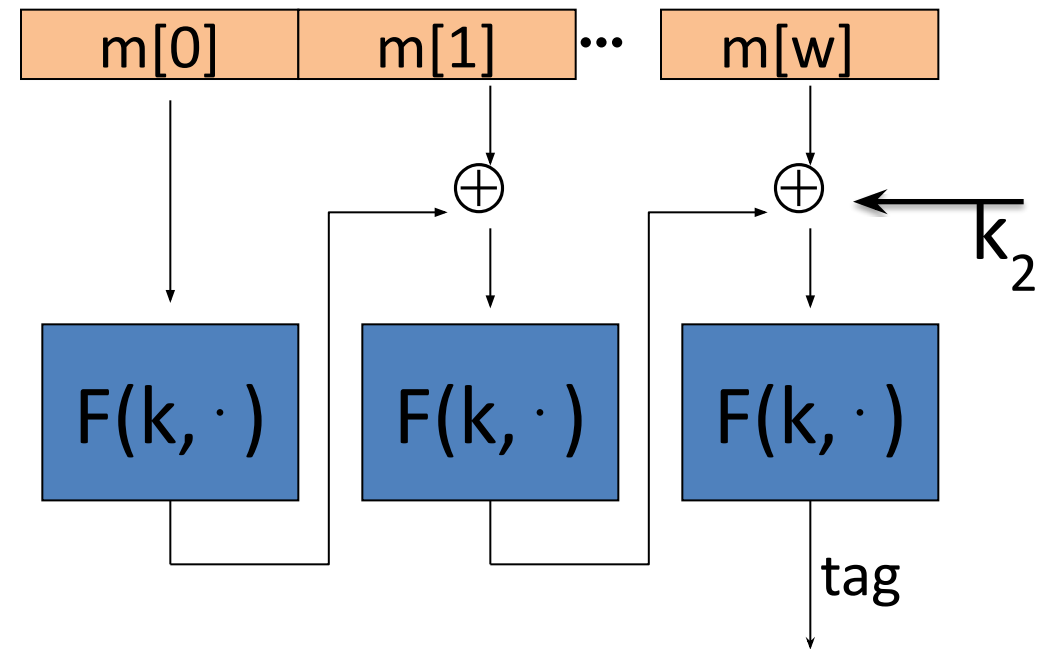 m[0] m[1] ••• m[w]
k₂
F(k, · ) F(k, · ) F(k, · )
tag